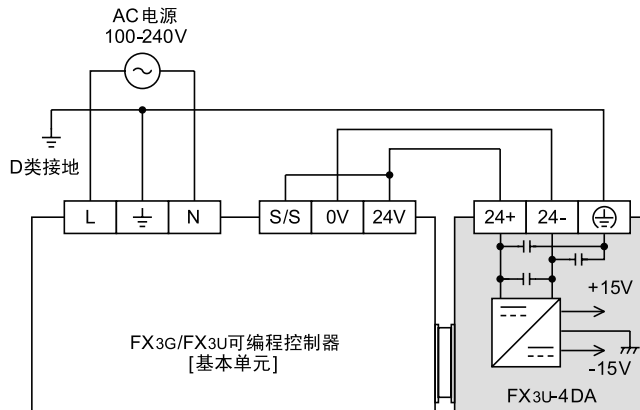 AC电源
100-240V
D类接地
L
N
S/S
0V
24V
24+
24-
+15V
-15V
FX3G/FX3U可编程控制器
[基本单元]
FX3U-4DA